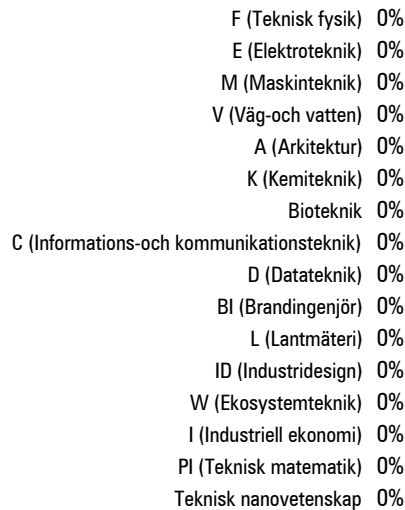 F (Teknisk fysik) 0%
E (Elektroteknik) 0%
M (Maskinteknik) 0%
V (Väg-och vatten) 0%
A (Arkitektur) 0%
K (Kemiteknik) 0%
Bioteknik 0%
C (Informations-och kommunikationsteknik) 0%
D (Datateknik) 0%
BI (Brandingenjör) 0%
L (Lantmäteri) 0%
ID (Industridesign) 0%
W (Ekosystemteknik) 0%
I (Industriell ekonomi) 0%
PI (Teknisk matematik) 0%
Teknisk nanovetenskap 0%